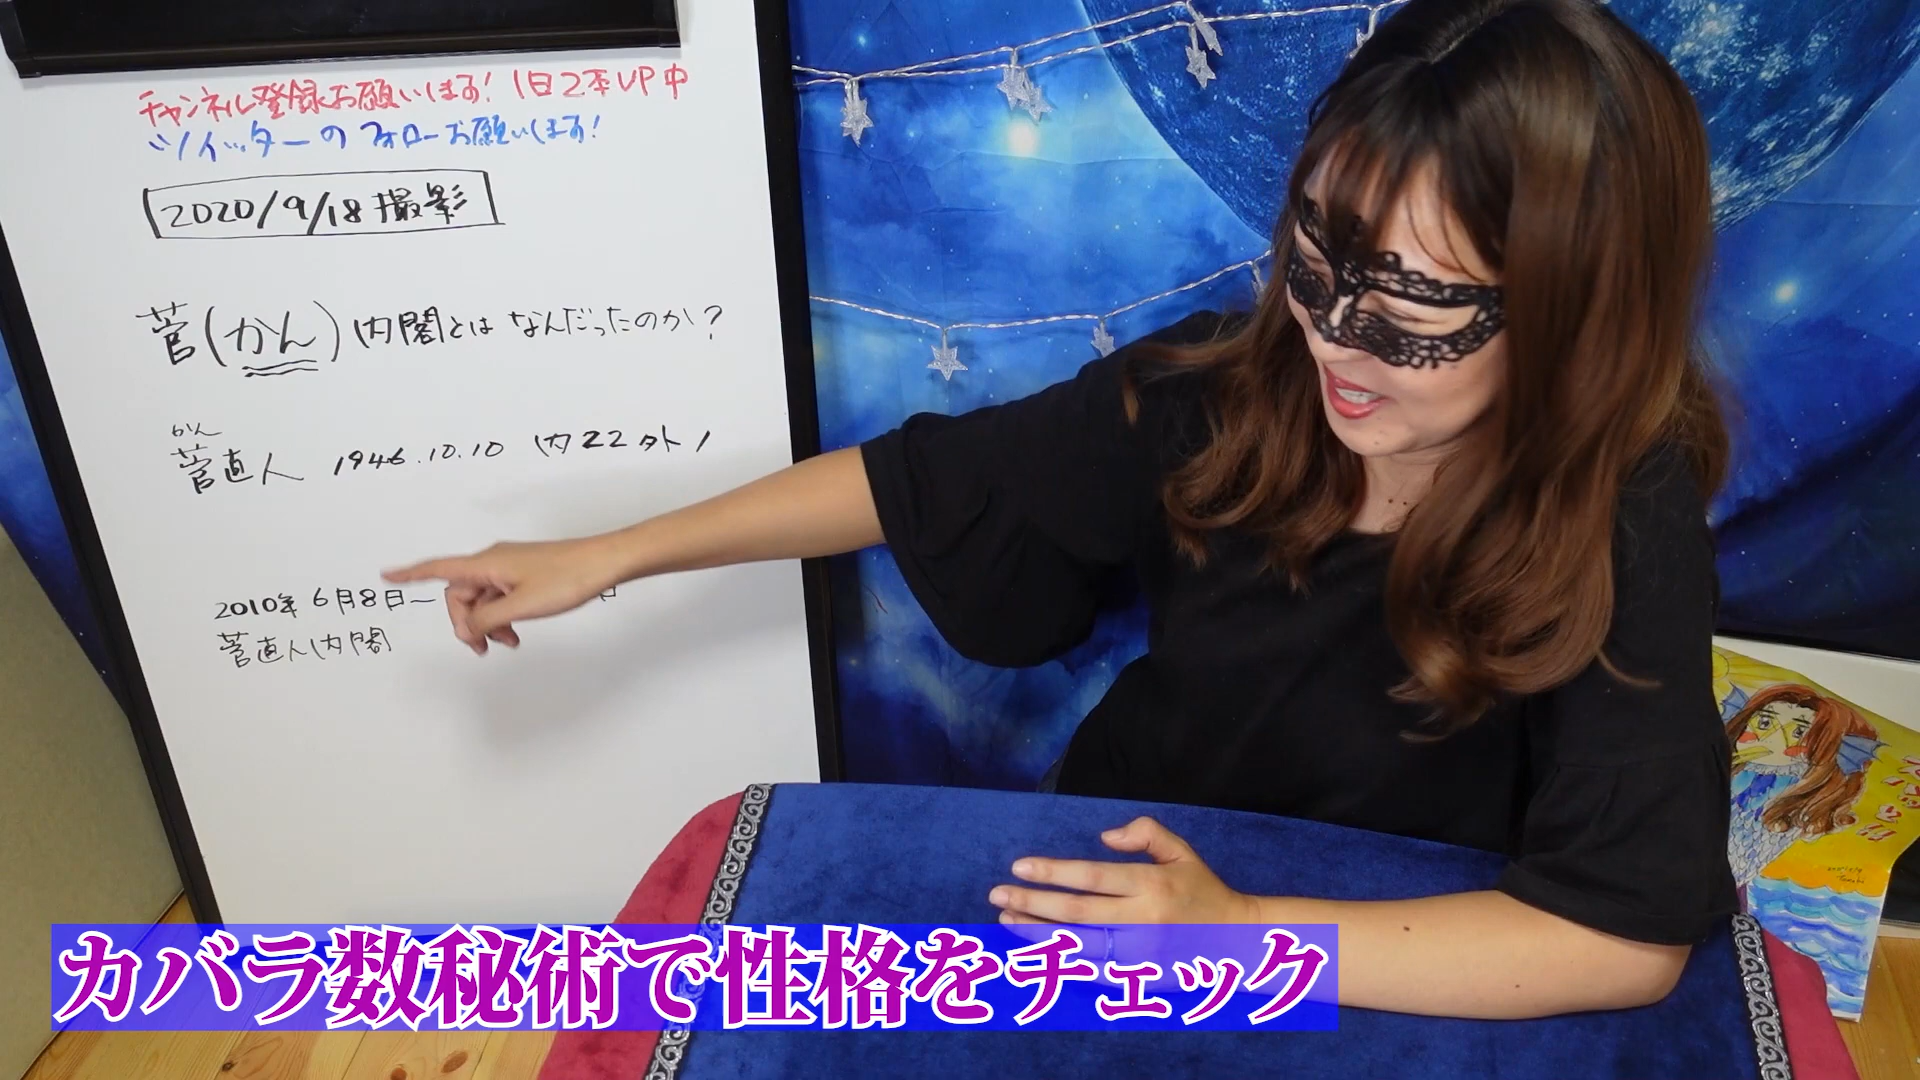 チャンネル登録お願いします! 1日2本UP中
ツイッターのフォローお願いします!
2020/9/18撮影
菅(かん)内閣とはなんだったのか?
かん
菅直人 1946.10.10 内22外1
2010年6月8日~ 日
菅直人内閣
カバラ数秘術で性格をチェック